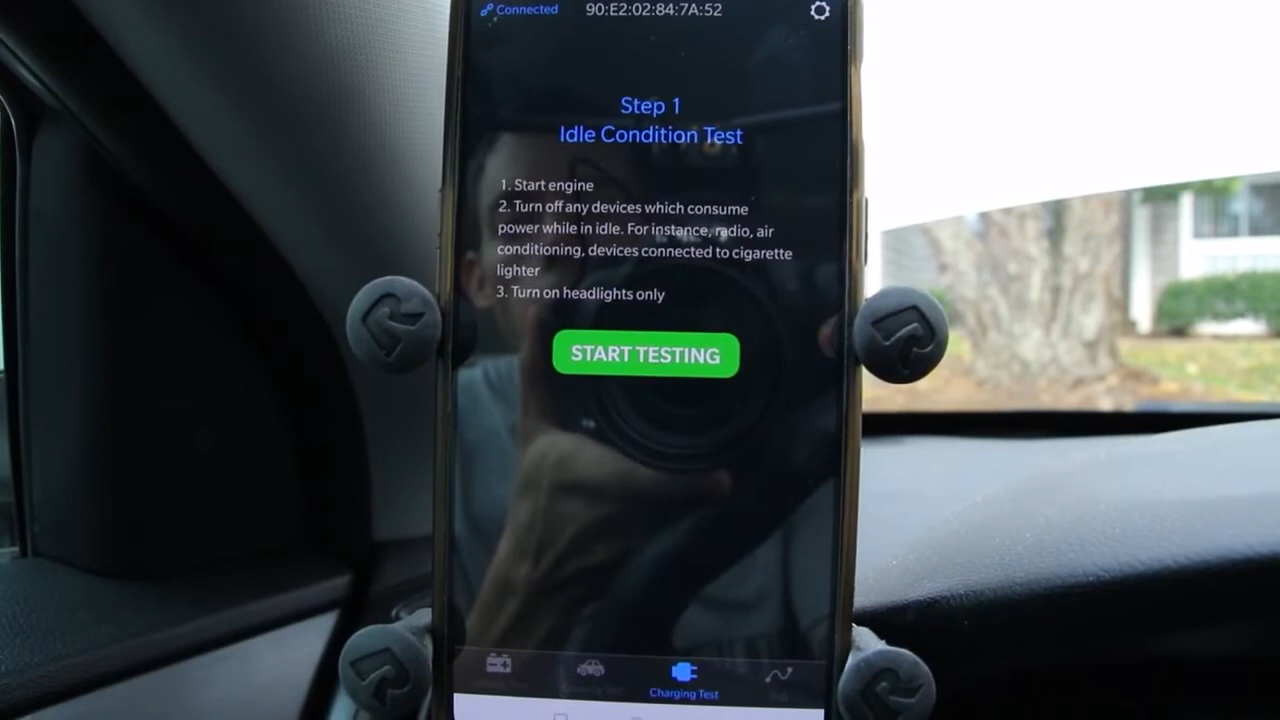 Connected 90:E2:02:84:7A:52
Step 1
Idle Condition Test
1. Start engine
2. Turn off any devices which consume
power while in idle. For instance, radio, air
conditioning, devices connected to cigarette
lighter
3. Turn on headlights only
START TESTING
Charging Test